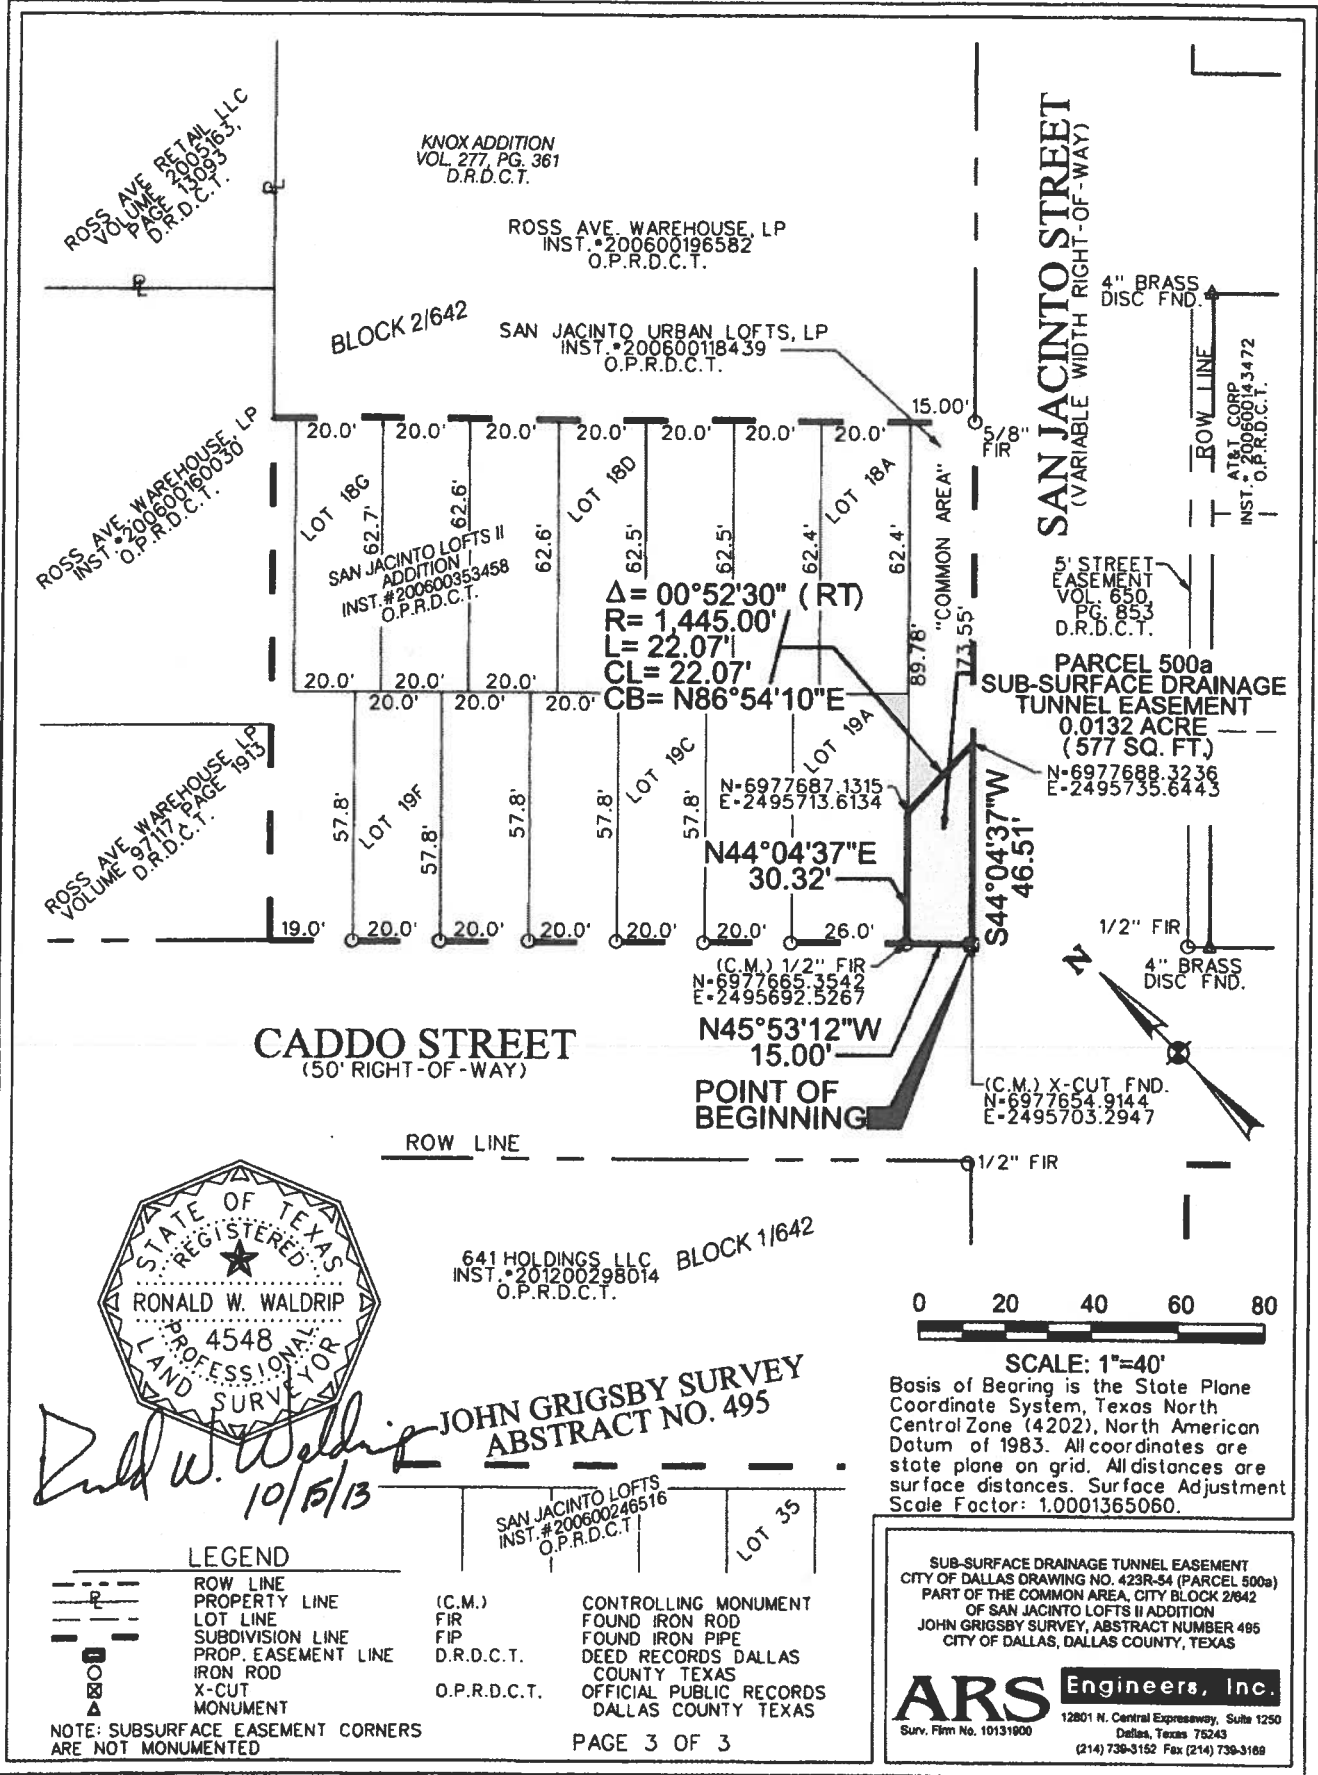 ROSS AVE RETAIL LLC
VOLUME 2005163,
PAGE 13093
D.R.D.C.T.
KNOX ADDITION
VOL. 277, PG. 361
D.R.D.C.T.
ROSS AVE. WAREHOUSE, LP
INST.#200600196582
O.P.R.D.C.T.
BLOCK 2/642
SAN JACINTO URBAN LOFTS, LP
INST.#200600118439
O.P.R.D.C.T.
SAN JACINTO STREET
(VARIABLE WIDTH RIGHT-OF-WAY)
4" BRASS
DISC FND.
ROW LINE
AT&T CORP
INST.# 200600143472
O.P.R.D.C.T.
15.00'
5/8"
FIR
20.0' 20.0' 20.0' 20.0' 20.0' 20.0' 20.0'
ROSS AVE. WAREHOUSE, LP
INST.#200600160030
O.P.R.D.C.T.
LOT 18G
62.7'
62.6'
62.6'
LOT 18D
62.5'
62.5'
62.4'
LOT 18A
62.4'
"COMMON AREA"
SAN JACINTO LOFTS II
ADDITION
INST.#200600353458
O.P.R.D.C.T.
5' STREET
EASEMENT
VOL. 650,
PG. 853
D.R.D.C.T.
Δ= 00°52'30" ( RT)
R= 1,445.00'
L= 22.07'
CL= 22.07'
CB= N86°54'10"E
89.78'
73.55'
PARCEL 500a
SUB-SURFACE DRAINAGE
TUNNEL EASEMENT
0.0132 ACRE
(577 SQ. FT.)
N=6977688.3236
E=2495735.6443
20.0' 20.0' 20.0'
20.0' 20.0' 20.0'
ROSS AVE WAREHOUSE LP
VOLUME 97117, PAGE 1913
D.R.D.C.T.
57.8'
LOT 19F
57.8'
57.8'
57.8'
LOT 19C
57.8'
LOT 19A
N=6977687.1315
E=2495713.6134
N44°04'37"E
30.32'
S44°04'37"W
46.51'
19.0' 20.0' 20.0' 20.0' 20.0' 26.0'
(C.M.) 1/2" FIR
N=6977665.3542
E=2495692.5267
1/2" FIR
4" BRASS
DISC FND.
N
CADDO STREET
(50' RIGHT-OF-WAY)
N45°53'12"W
15.00'
POINT OF
BEGINNING
(C.M.) X-CUT FND.
N=6977654.9144
E=2495703.2947
ROW LINE
1/2" FIR
STATE OF TEXAS
REGISTERED
RONALD W. WALDRIP
4548
PROFESSIONAL
LAND SURVEYOR
641 HOLDINGS LLC
INST.#201200298014
O.P.R.D.C.T.
BLOCK 1/642
0 20 40 60 80
SCALE: 1"=40'
Basis of Bearing is the State Plane
Coordinate System, Texas North
Central Zone (4202), North American
Datum of 1983. All coordinates are
state plane on grid. All distances are
surface distances. Surface Adjustment
Scale Factor: 1.0001365060.
JOHN GRIGSBY SURVEY
ABSTRACT NO. 495
Ronald W. Waldrip
10/15/13
SAN JACINTO LOFTS
INST.#200600246516
O.P.R.D.C.T
LOT 35
LEGEND
ROW LINE
PROPERTY LINE
LOT LINE
SUBDIVISION LINE
PROP. EASEMENT LINE
IRON ROD
X-CUT
MONUMENT
(C.M.) CONTROLLING MONUMENT
FIR FOUND IRON ROD
FIP FOUND IRON PIPE
D.R.D.C.T. DEED RECORDS DALLAS
COUNTY TEXAS
O.P.R.D.C.T. OFFICIAL PUBLIC RECORDS
DALLAS COUNTY TEXAS
NOTE: SUBSURFACE EASEMENT CORNERS
ARE NOT MONUMENTED
PAGE 3 OF 3
SUB-SURFACE DRAINAGE TUNNEL EASEMENT
CITY OF DALLAS DRAWING NO. 423R-54 (PARCEL 500a)
PART OF THE COMMON AREA, CITY BLOCK 2/642
OF SAN JACINTO LOFTS II ADDITION
JOHN GRIGSBY SURVEY, ABSTRACT NUMBER 495
CITY OF DALLAS, DALLAS COUNTY, TEXAS
ARS Engineers, Inc.
Surv. Firm No. 10131900
12801 N. Central Expressway, Suite 1250
Dallas, Texas 75243
(214) 739-3152 Fax (214) 739-3169